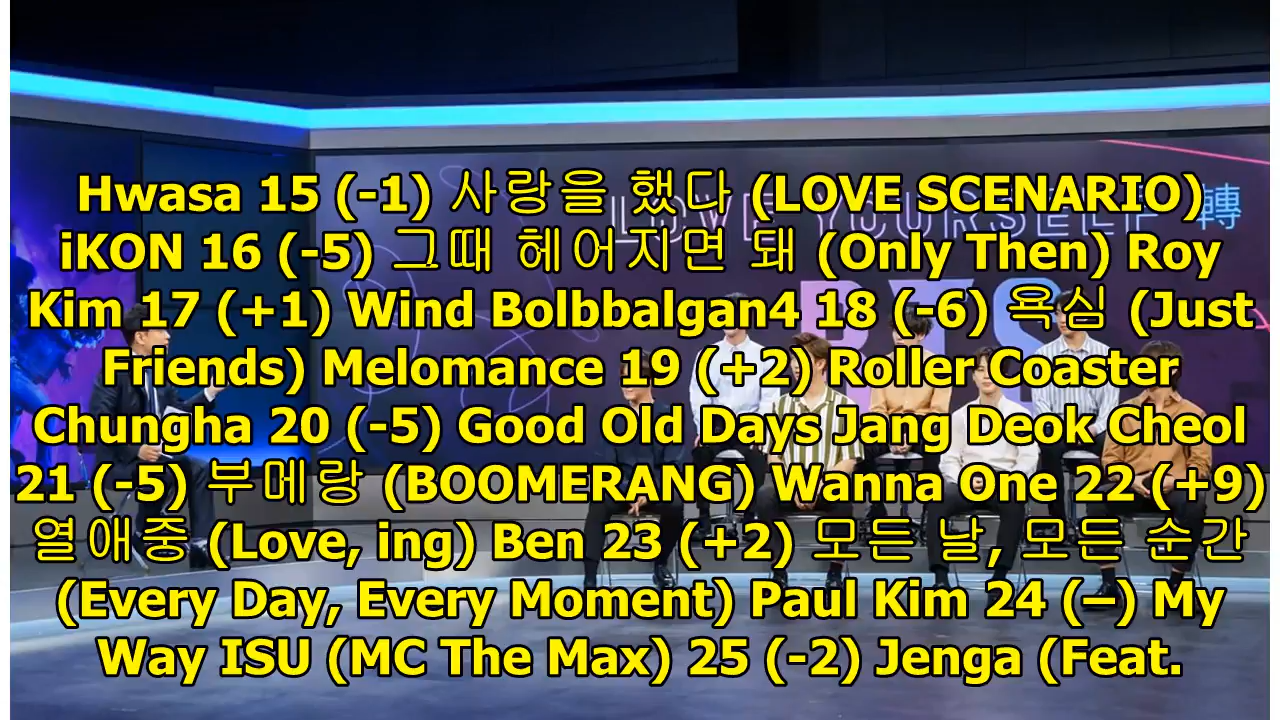 Hwasa 15 (-1) 사랑을 했다 (LOVE SCENARIO)
iKON 16 (-5) 그때 헤어지면 돼 (Only Then) Roy
Kim 17 (+1) Wind Bolbbalgan4 18 (-6) 욕심 (Just
Friends) Melomance 19 (+2) Roller Coaster
Chungha 20 (-5) Good Old Days Jang Deok Cheol
21 (-5) 부메랑 (BOOMERANG) Wanna One 22 (+9)
열애중 (Love, ing) Ben 23 (+2) 모든 날, 모든 순간
(Every Day, Every Moment) Paul Kim 24 (–) My
Way ISU (MC The Max) 25 (-2) Jenga (Feat.
LOVE YOURSELF 轉
BTS